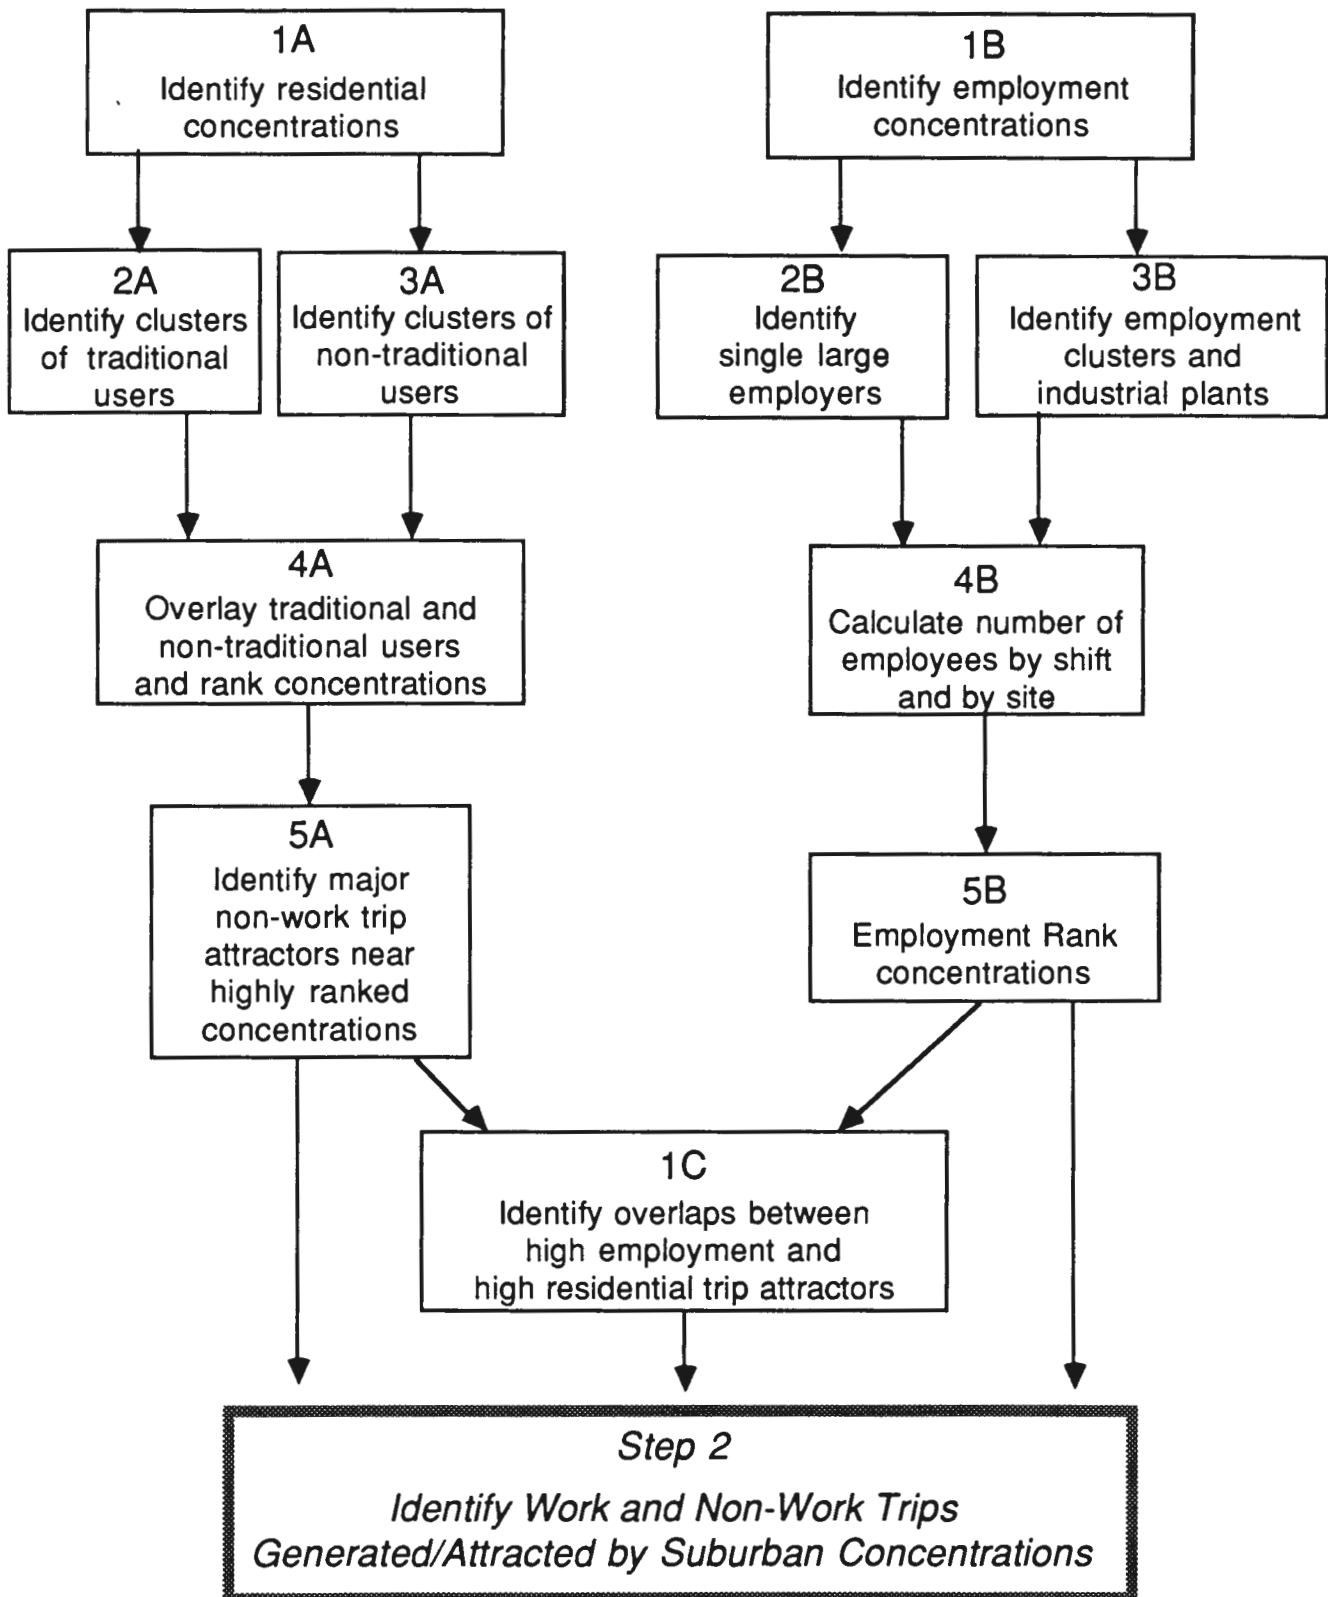 1A
Identify residential
concentrations
1B
Identify employment
concentrations
2A
Identify clusters
of traditional
users
3A
Identify clusters of
non-traditional
users
2B
Identify
single large
employers
3B
Identify employment
clusters and
industrial plants
4A
Overlay traditional and
non-traditional users
and rank concentrations
4B
Calculate number of
employees by shift
and by site
5A
Identify major
non-work trip
attractors near
highly ranked
concentrations
5B
Employment Rank
concentrations
1C
Identify overlaps between
high employment and
high residential trip attractors
Step 2
Identify Work and Non-Work Trips
Generated/Attracted by Suburban Concentrations